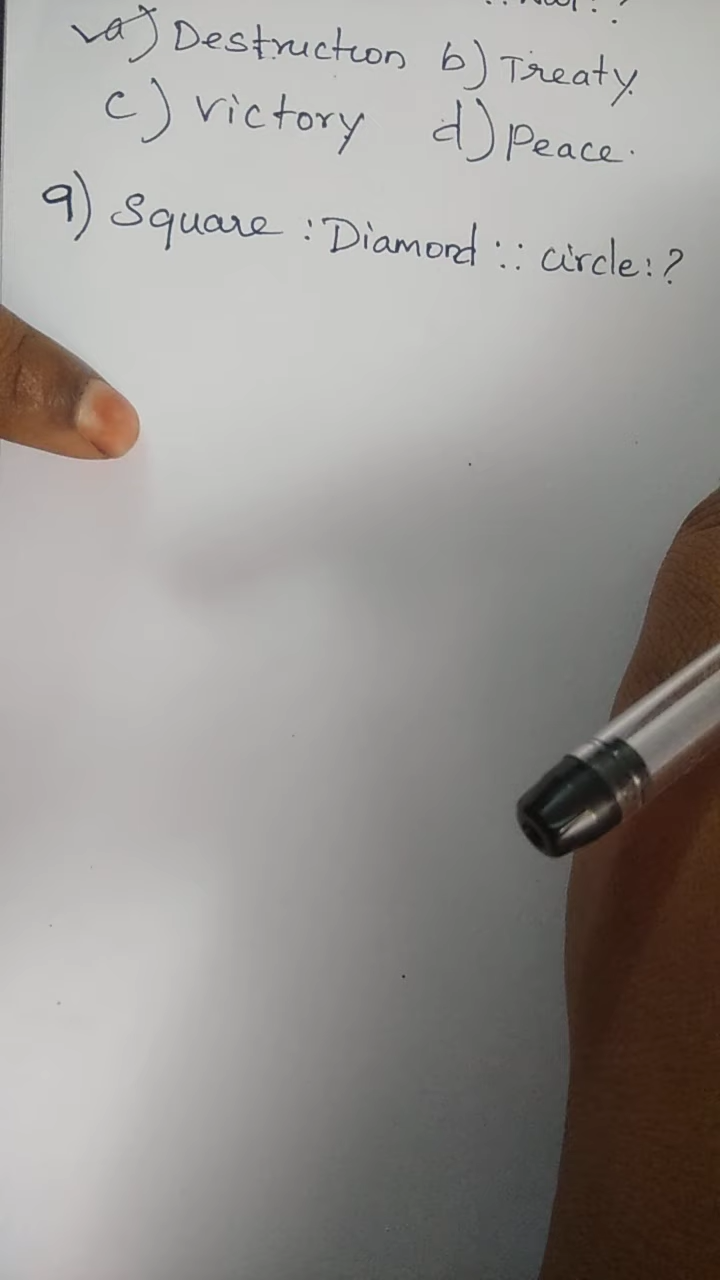 a) Destruction b) Treaty.
c) victory d) Peace.
9) Square : Diamond :: circle : ?